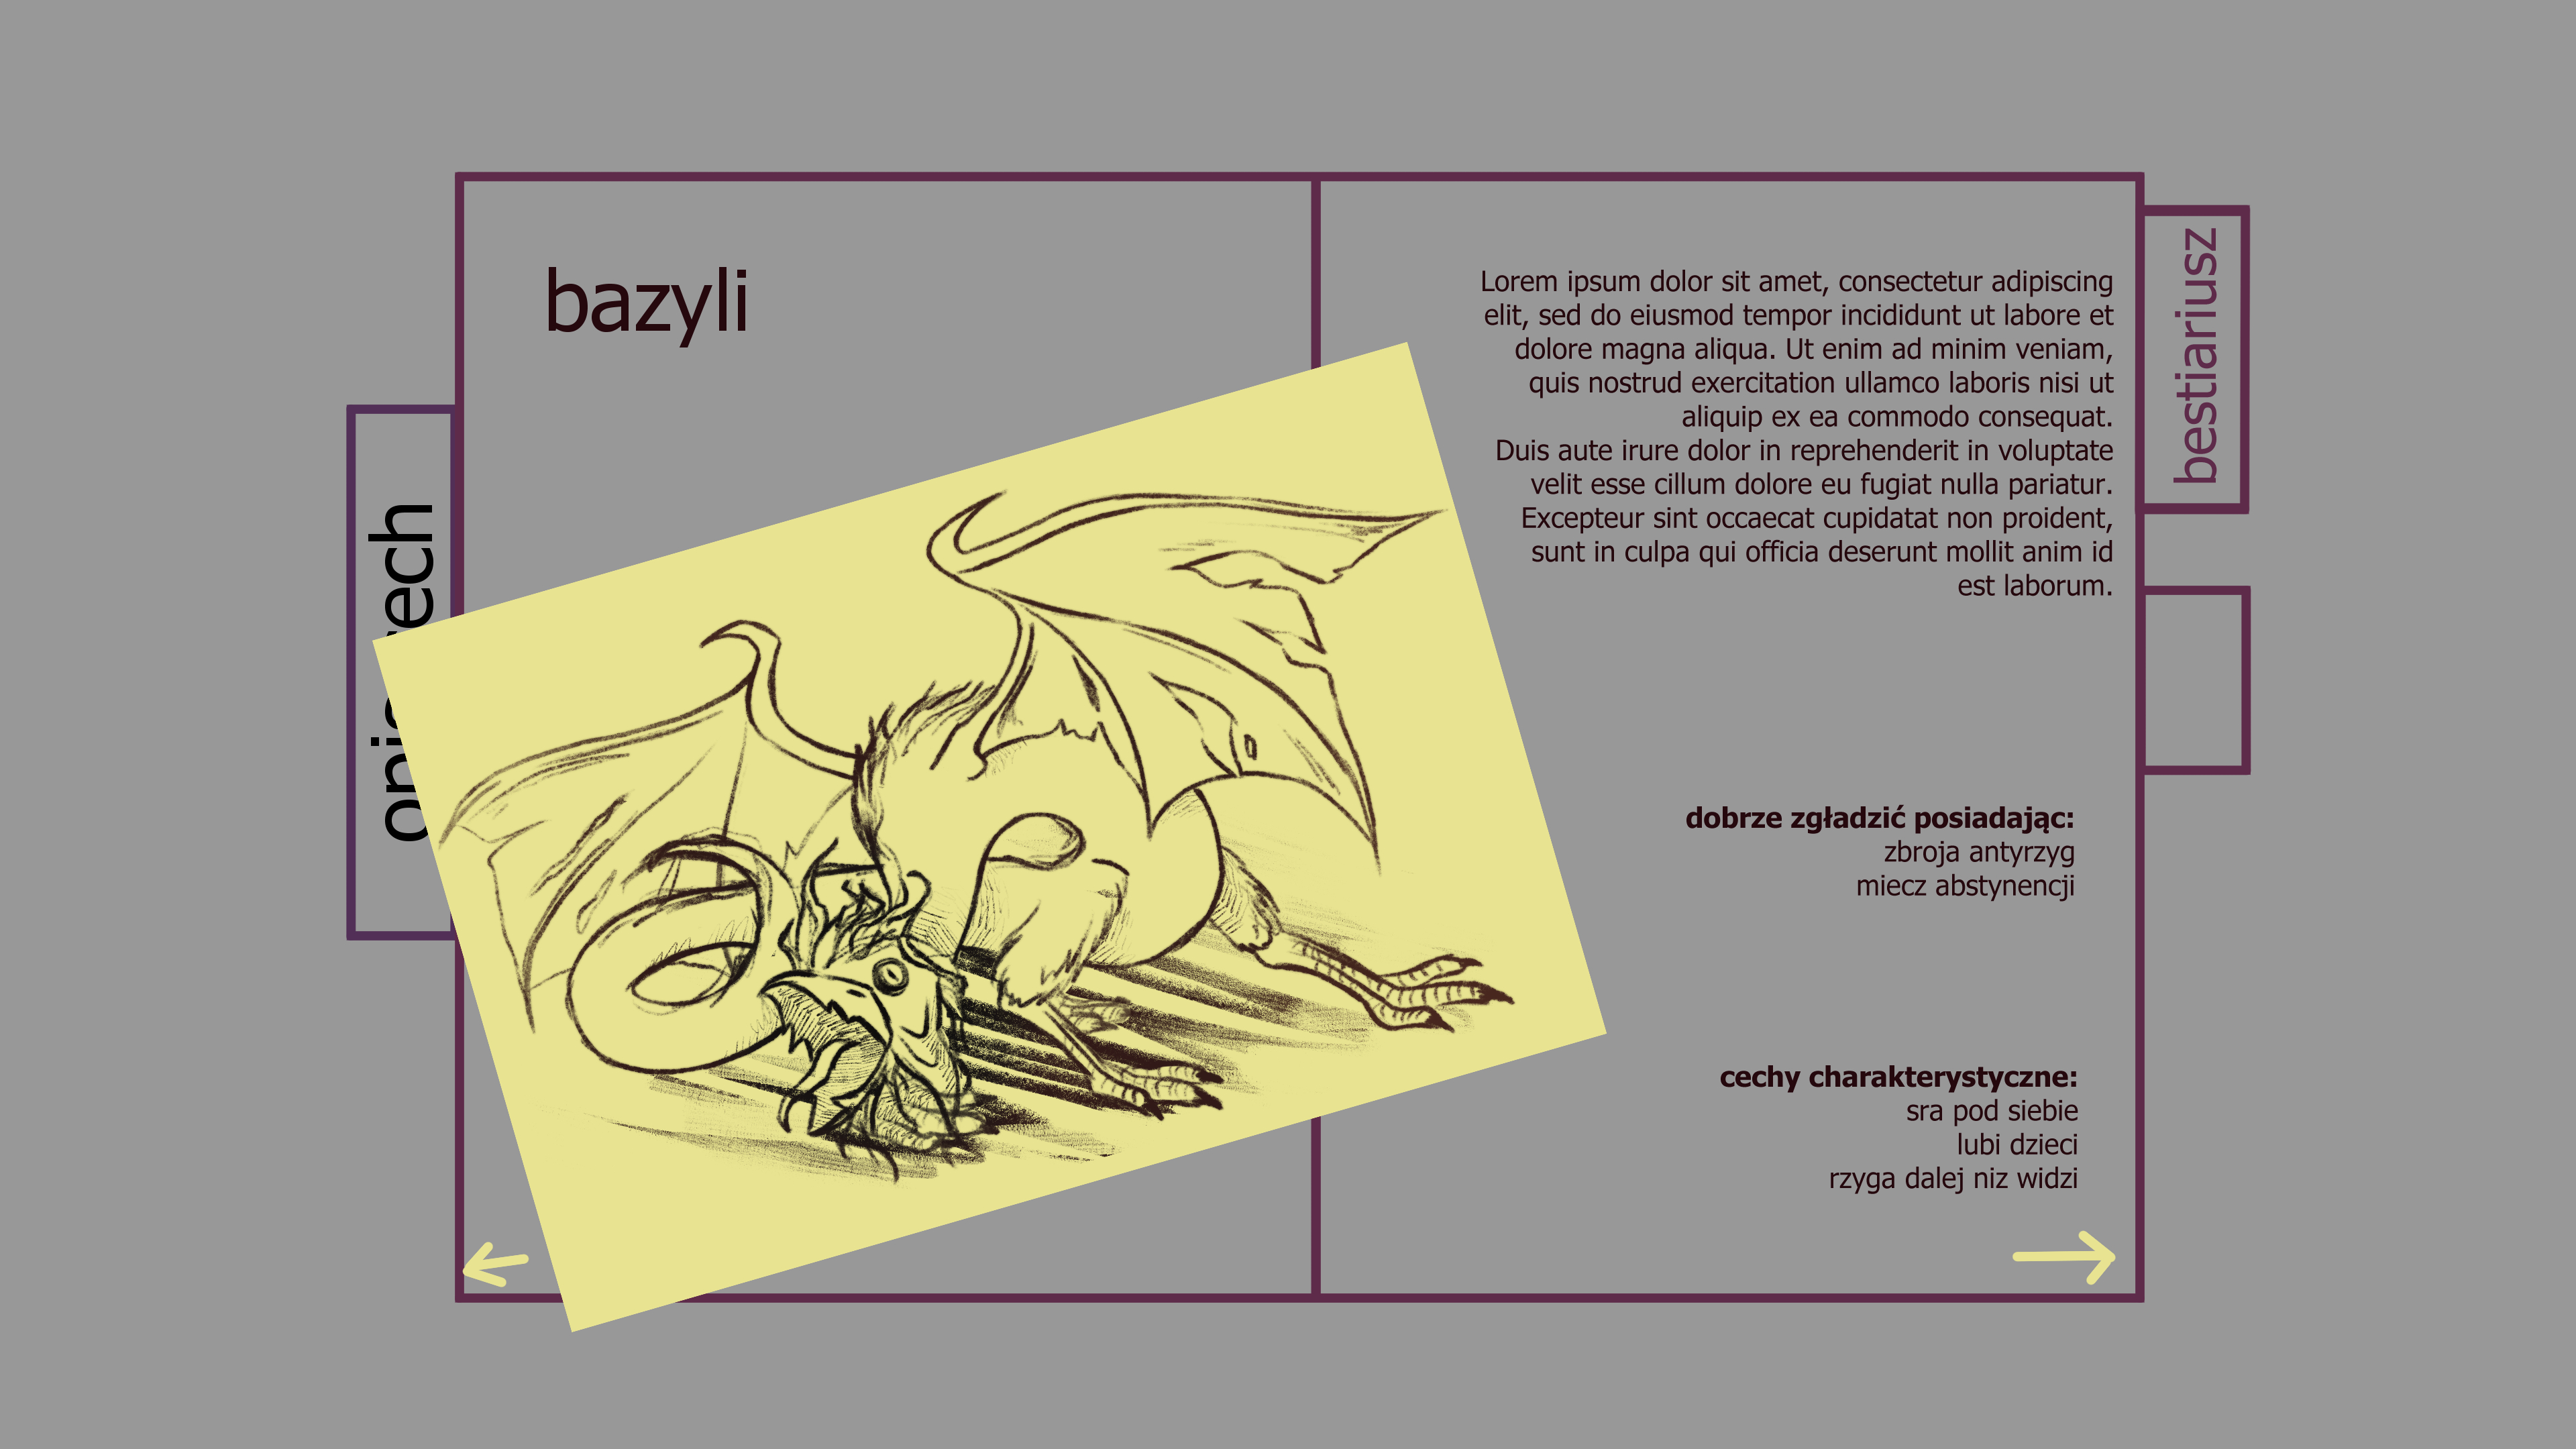 bazyli
Lorem ipsum dolor sit amet, consectetur adipiscing
elit, sed do eiusmod tempor incididunt ut labore et
dolore magna aliqua. Ut enim ad minim veniam,
quis nostrud exercitation ullamco laboris nisi ut
aliquip ex ea commodo consequat.
Duis aute irure dolor in reprehenderit in voluptate
velit esse cillum dolore eu fugiat nulla pariatur.
Excepteur sint occaecat cupidatat non proident,
sunt in culpa qui officia deserunt mollit anim id
est laborum.
dobrze zgładzić posiadając:
zbroja antyrzyg
miecz abstynencji
cechy charakterystyczne:
sra pod siebie
lubi dzieci
rzyga dalej niz widzi
bestiariusz